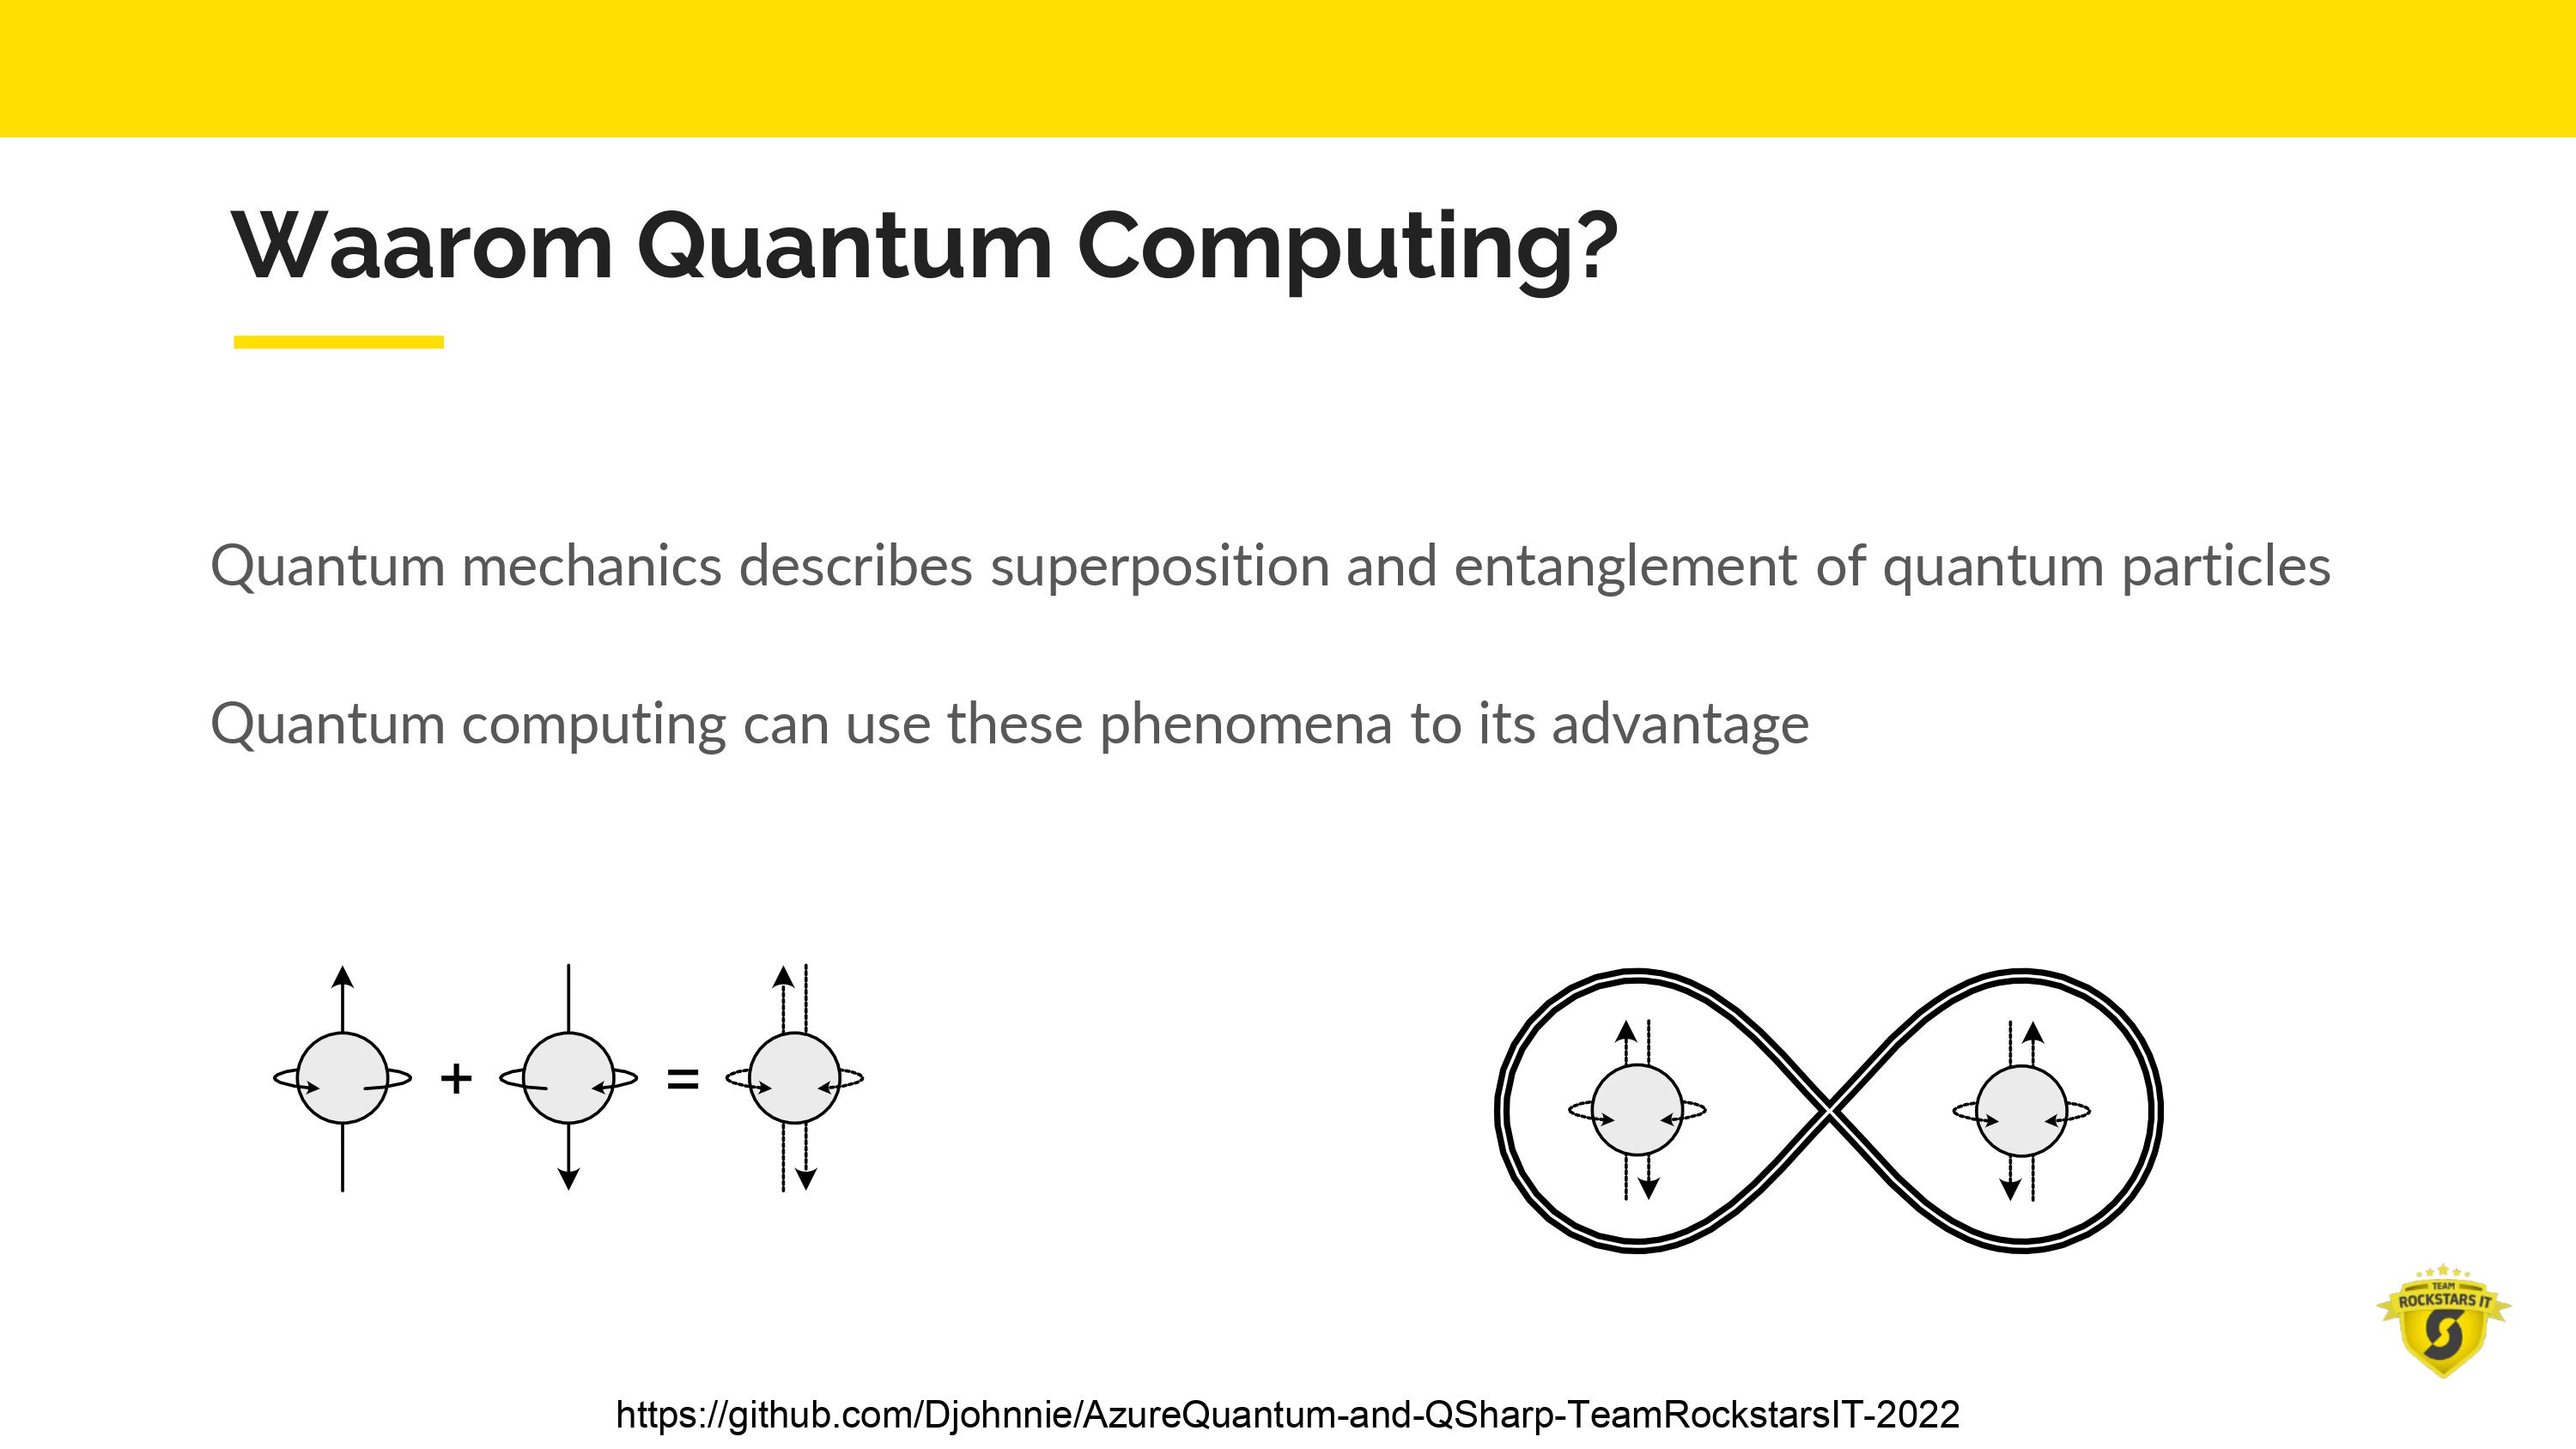 Waarom Quantum Computing?
Quantum mechanics describes superposition and entanglement of quantum particles
Quantum computing can use these phenomena to its advantage
+ =
TEAM
ROCKSTARS IT
https://github.com/Djohnnie/AzureQuantum-and-QSharp-TeamRockstarsIT-2022